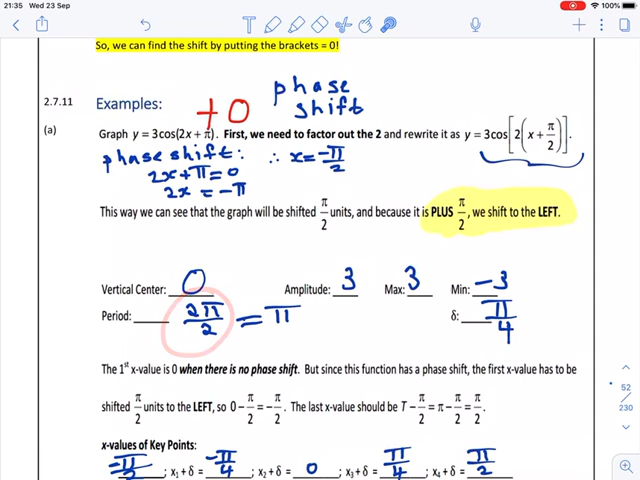 21:35 Wed 23 Sep
So, we can find the shift by putting the brackets = 0!
phase
shift
2.7.11 Examples: +0
(a) Graph y = 3cos(2x + π). First, we need to factor out the 2 and rewrite it as y = 3cos[2(x + π/2)].
phase shift: ∴ x = -π/2
2x + π = 0
2x = -π
This way we can see that the graph will be shifted π/2 units, and because it is PLUS π/2, we shift to the LEFT.
Vertical Center: 0 Amplitude: 3 Max: 3 Min: -3
Period: 2π/2 = π δ: π/4
The 1st x-value is 0 when there is no phase shift. But since this function has a phase shift, the first x-value has to be
shifted π/2 units to the LEFT, so 0 − π/2 = −π/2. The last x-value should be T − π/2 = π − π/2 = π/2.
52
/
230
x-values of Key Points:
-π/2; x₁ + δ = -π/4; x₂ + δ = 0; x₃ + δ = π/4; x₄ + δ = π/2